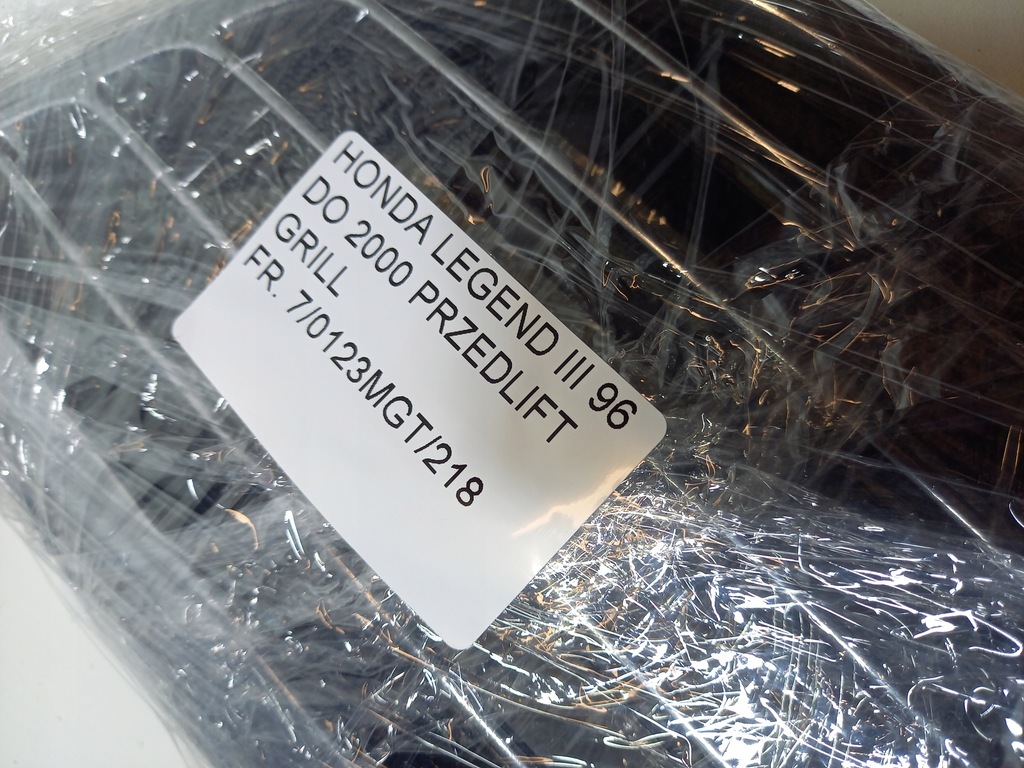 HONDA LEGEND III 96
DO 2000 PRZEDLIFT
GRILL
FR. 7/0123MGT/218